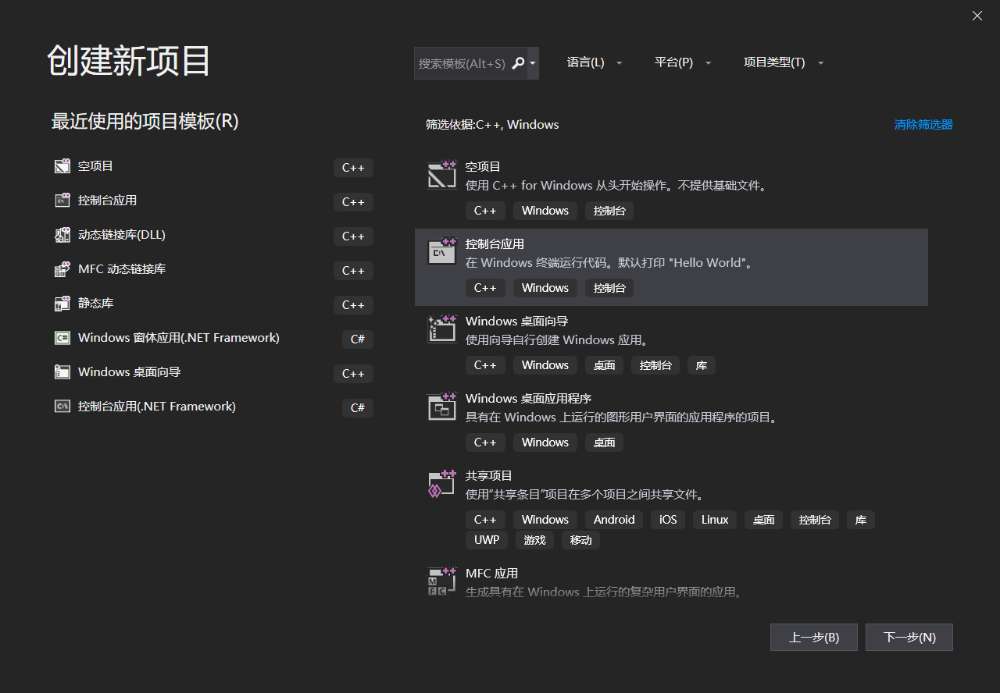 创建新项目
搜索模板(Alt+S)
语言(L)
平台(P)
项目类型(T)
最近使用的项目模板(R)
空项目 C++
控制台应用 C++
动态链接库(DLL) C++
MFC 动态链接库 C++
静态库 C++
Windows 窗体应用(.NET Framework) C#
Windows 桌面向导 C++
控制台应用(.NET Framework) C#
筛选依据:C++, Windows
清除筛选器
空项目
使用 C++ for Windows 从头开始操作。不提供基础文件。
C++ Windows 控制台
控制台应用
在 Windows 终端运行代码。默认打印 "Hello World"。
C++ Windows 控制台
Windows 桌面向导
使用向导自行创建 Windows 应用。
C++ Windows 桌面 控制台 库
Windows 桌面应用程序
具有在 Windows 上运行的图形用户界面的应用程序的项目。
C++ Windows 桌面
共享项目
使用“共享条目”项目在多个项目之间共享文件。
C++ Windows Android iOS Linux 桌面 控制台 库
UWP 游戏 移动
MFC 应用
生成具有在 Windows 上运行的复杂用户界面的应用。
上一步(B)
下一步(N)